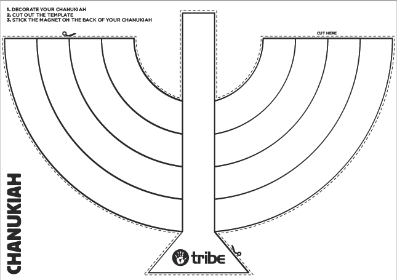 1. DECORATE YOUR CHANUKIAH
2. CUT OUT THE TEMPLATE
3. STICK THE MAGNET ON THE BACK OF YOUR CHANUKIAH
CUT HERE
CHANUKIAH
tribe